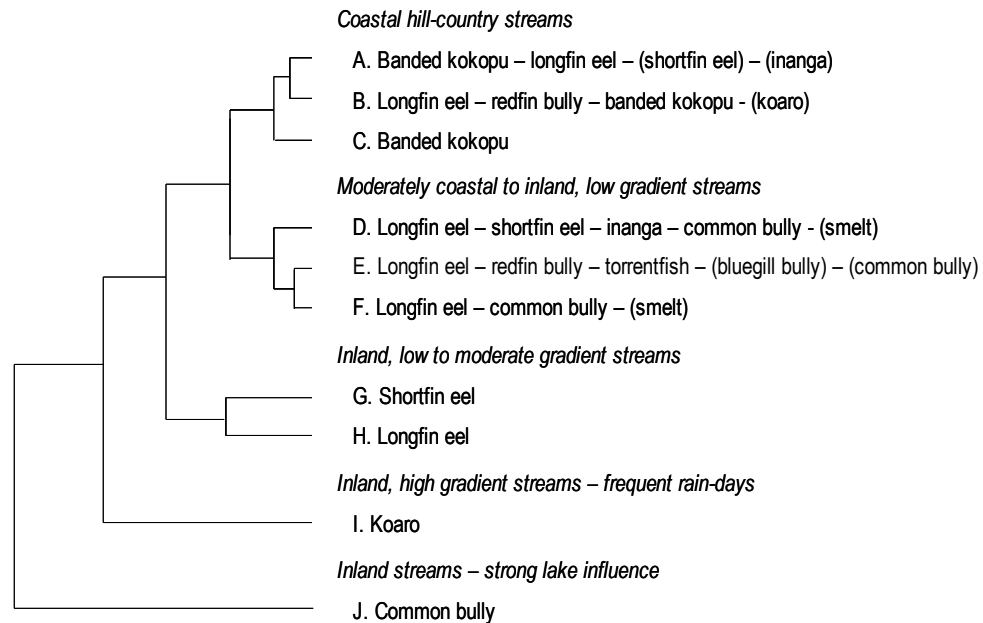 Coastal hill-country streams
A. Banded kokopu – longfin eel – (shortfin eel) – (inanga)
B. Longfin eel – redfin bully – banded kokopu - (koaro)
C. Banded kokopu
Moderately coastal to inland, low gradient streams
D. Longfin eel – shortfin eel – inanga – common bully - (smelt)
E. Longfin eel – redfin bully – torrentfish – (bluegill bully) – (common bully)
F. Longfin eel – common bully – (smelt)
Inland, low to moderate gradient streams
G. Shortfin eel
H. Longfin eel
Inland, high gradient streams – frequent rain-days
I. Koaro
Inland streams – strong lake influence
J. Common bully